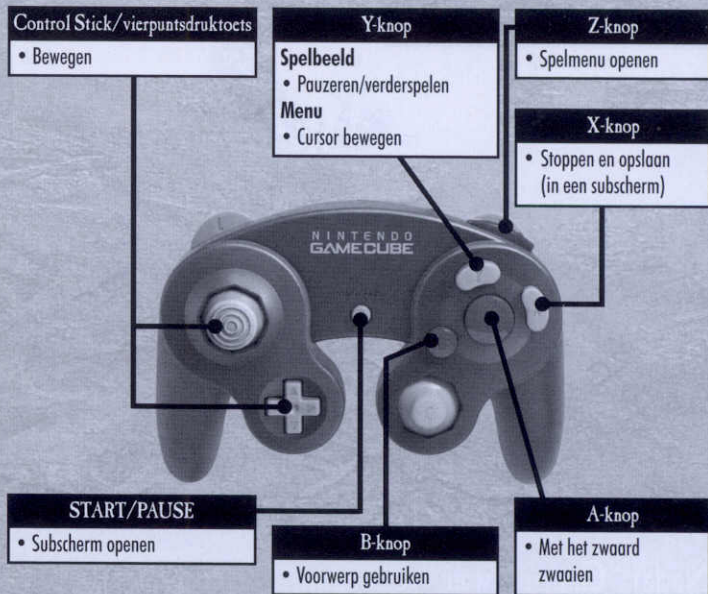 Control Stick/vierpuntsdruktoets
• Bewegen
Y-knop
Spelbeeld
• Pauzeren/verderspelen
Menu
• Cursor bewegen
Z-knop
• Spelmenu openen
X-knop
• Stoppen en opslaan
(in een subscherm)
NINTENDO
GAMECUBE
START/PAUSE
• Subscherm openen
B-knop
• Voorwerp gebruiken
A-knop
• Met het zwaard
zwaaien